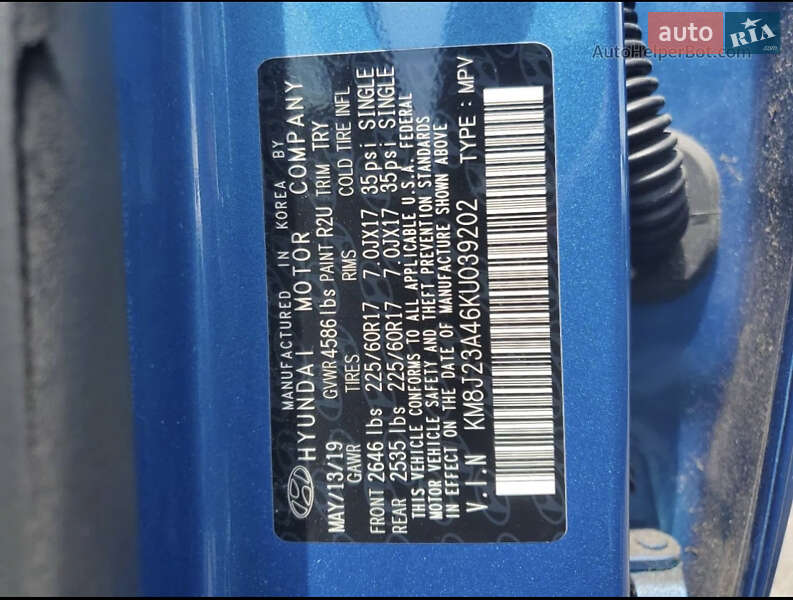 MANUFACTURED IN KOREA BY
HYUNDAI MOTOR COMPANY
MAY/13/19 GVWR 4586lbs PAINT R2U TRIM TRY
GAWR TIRES RIMS COLD TIRE INFL
FRONT 2646 lbs 225/60R17 7.0JX17 35psi SINGLE
REAR 2535 lbs 225/60R17 7.0JX17 35psi SINGLE
THIS VEHICLE CONFORMS TO ALL APPLICABLE U.S.A. FEDERAL
MOTOR VEHICLE SAFETY AND THEFT PREVENTION STANDARDS
IN EFFECT ON THE DATE OF MANUFACTURE SHOWN ABOVE
V.I.N KM8J23A46KU039202 TYPE : MPV
auto RIA
.com
AutoHelperBot.com